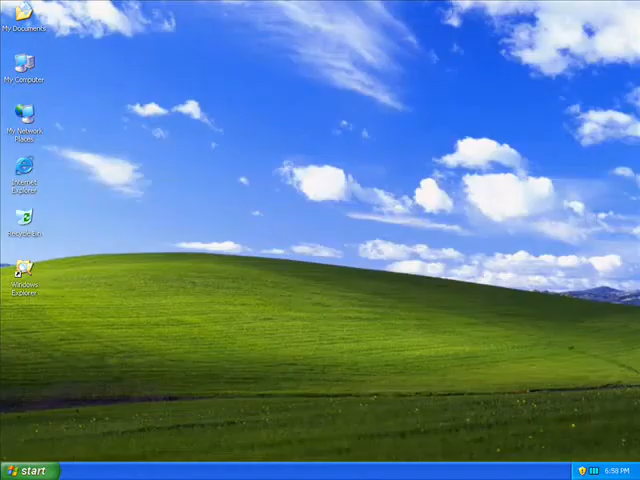 My Documents
My Computer
My Network
Places
Internet
Explorer
Recycle Bin
Windows
Explorer
start
6:58 PM